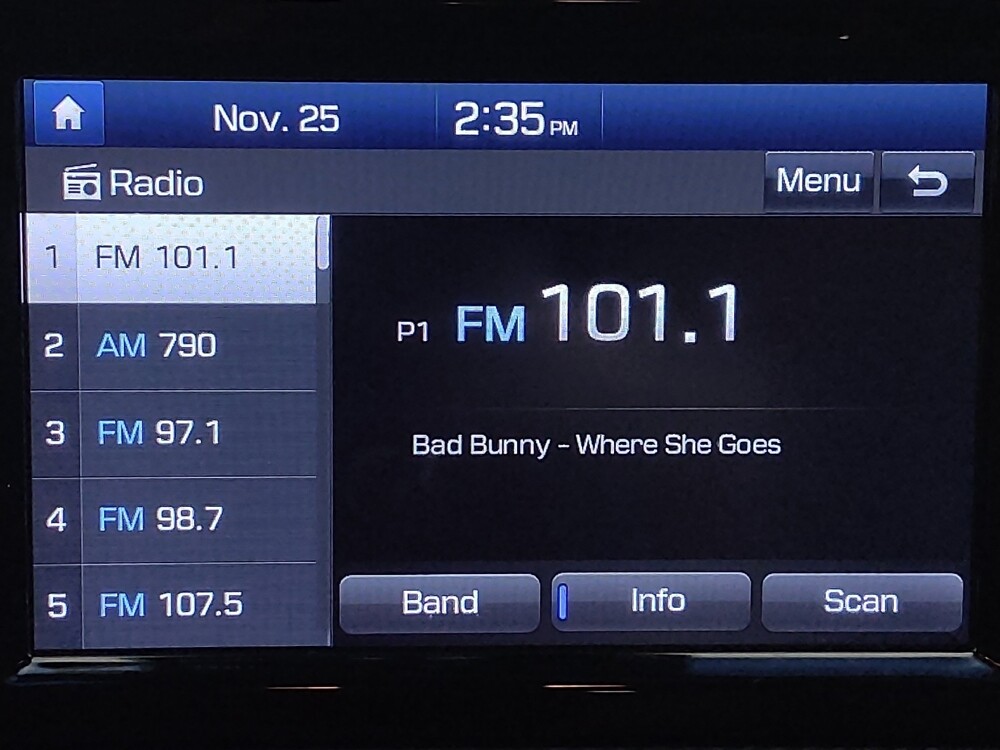 Nov. 25 2:35 PM
Radio Menu
1 FM 101.1
2 AM 790
3 FM 97.1
4 FM 98.7
5 FM 107.5
P1 FM 101.1
Bad Bunny - Where She Goes
Band Info Scan